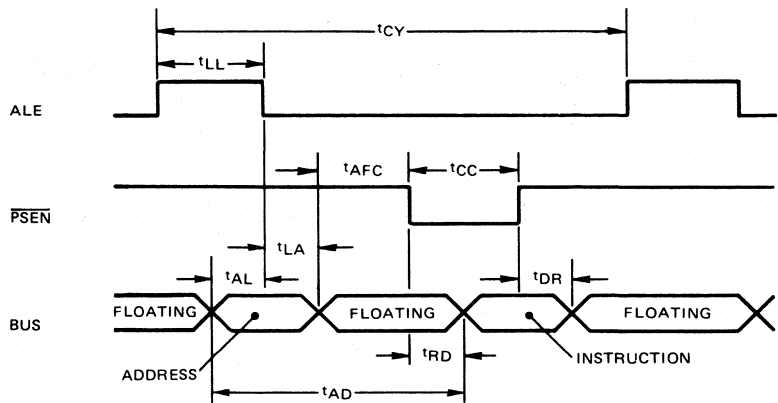 tCY
tLL
ALE
tAFC
tCC
PSEN
tLA
tAL
tDR
BUS
FLOATING
FLOATING
FLOATING
tRD
ADDRESS
INSTRUCTION
tAD